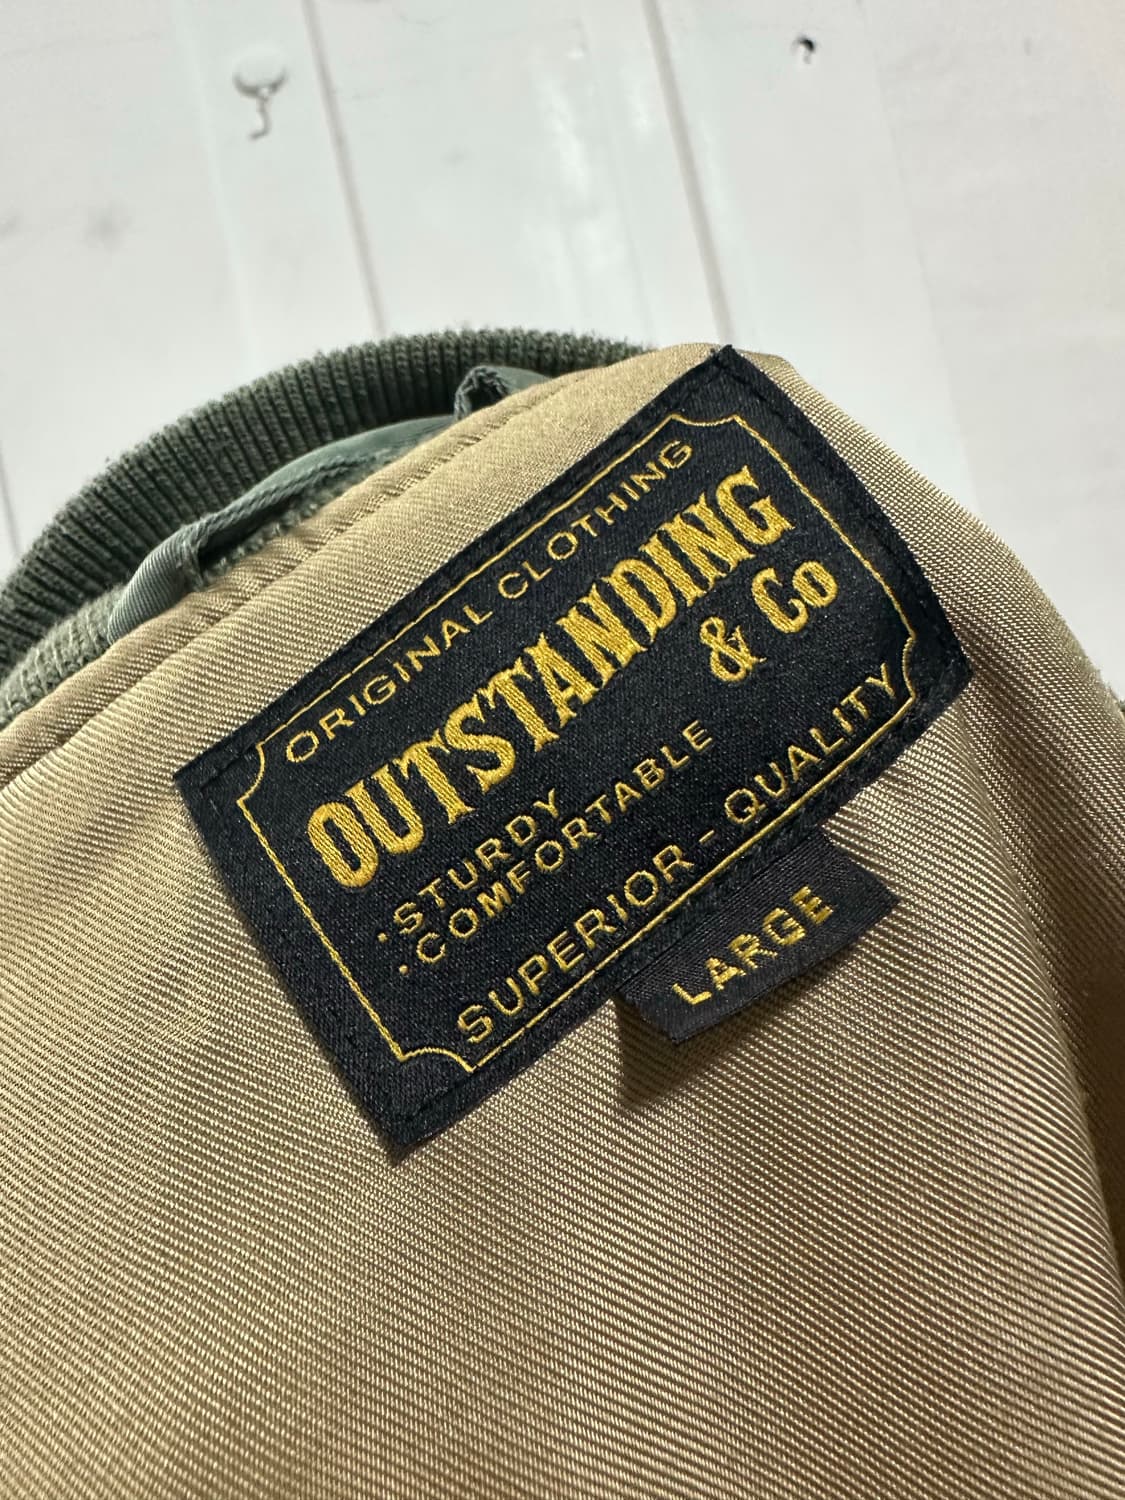 ORIGINAL CLOTHING
OUTSTANDING
& Co
·STURDY
·COMFORTABLE
SUPERIOR-QUALITY
LARGE